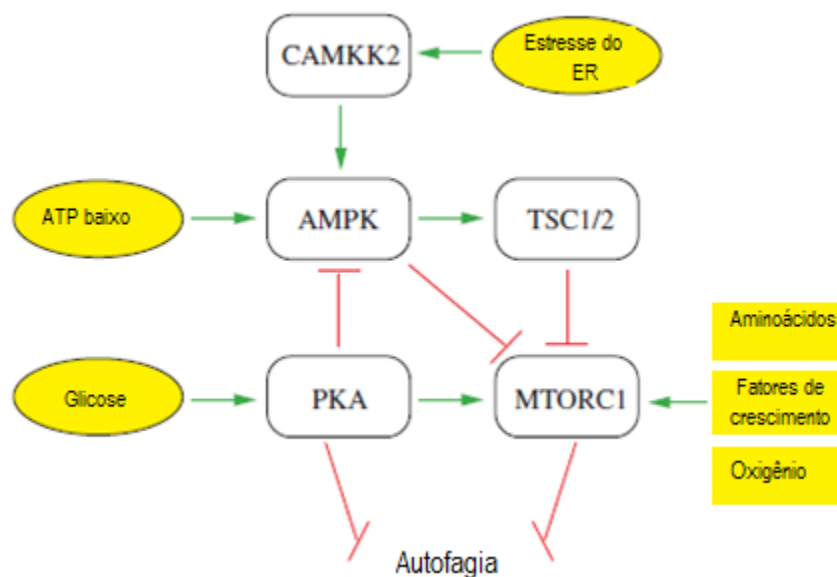 CAMKK2
Estresse do
ER
ATP baixo
AMPK
TSC1/2
Aminoácidos
Glicose
PKA
MTORC1
Fatores de
crescimento
Oxigênio
Autofagia